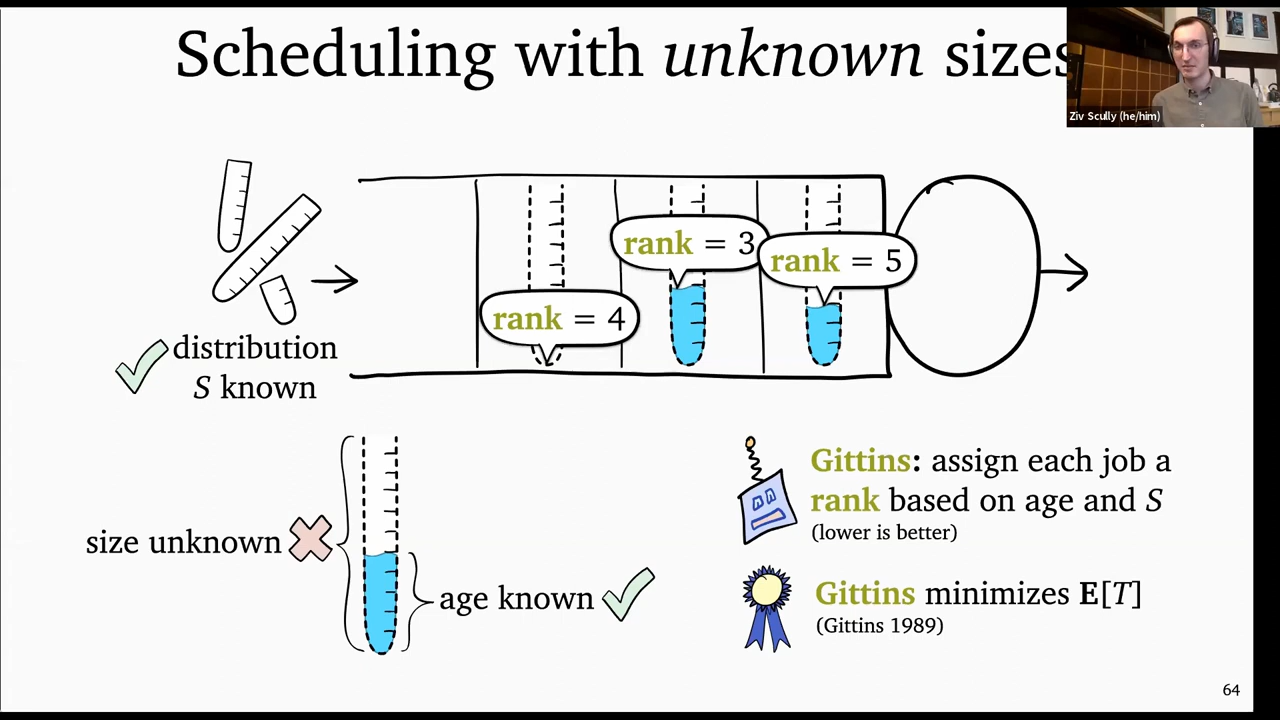 Scheduling with unknown sizes
Ziv Scully (he/him)
rank = 4
rank = 3
rank = 5
distribution
S known
size unknown
age known
Gittins: assign each job a
rank based on age and S
(lower is better)
Gittins minimizes E[T]
(Gittins 1989)
64